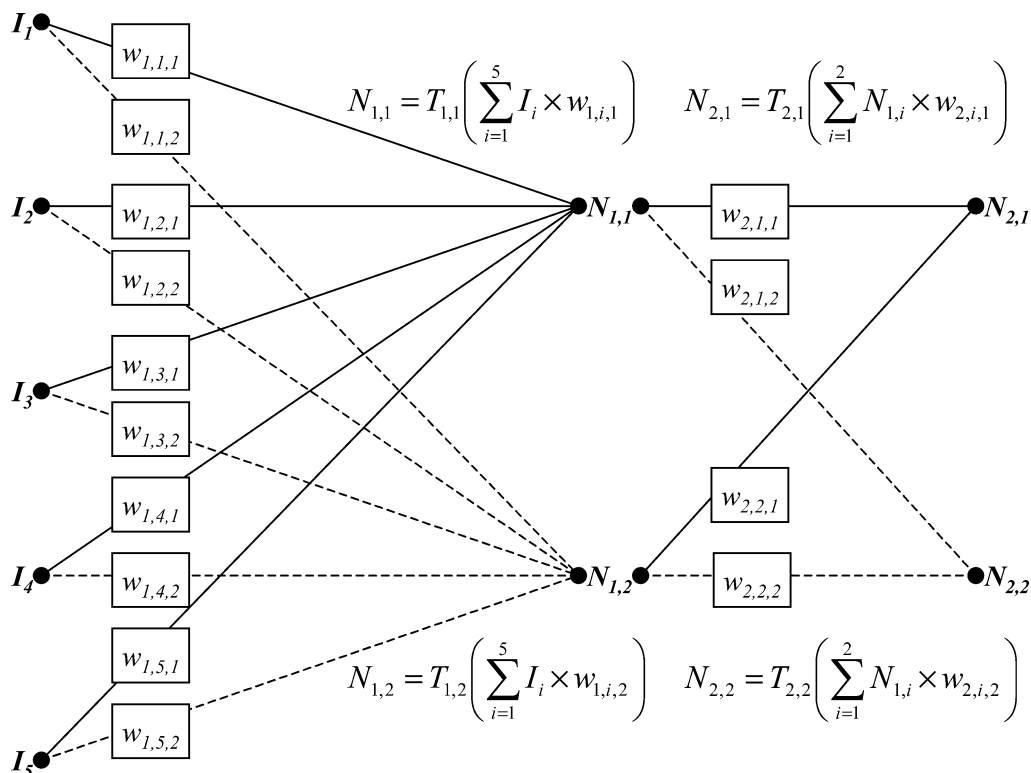 I₁
w₁,₁,₁
w₁,₁,₂
N₁,₁ = T₁,₁(∑ᵢ₌₁⁵ Iᵢ × w₁,ᵢ,₁)
N₂,₁ = T₂,₁(∑ᵢ₌₁² N₁,ᵢ × w₂,ᵢ,₁)
I₂
w₁,₂,₁
N₁,₁
w₂,₁,₁
N₂,₁
w₁,₂,₂
w₂,₁,₂
I₃
w₁,₃,₁
w₁,₃,₂
w₁,₄,₁
w₂,₂,₁
I₄
w₁,₄,₂
N₁,₂
w₂,₂,₂
N₂,₂
w₁,₅,₁
N₁,₂ = T₁,₂(∑ᵢ₌₁⁵ Iᵢ × w₁,ᵢ,₂)
N₂,₂ = T₂,₂(∑ᵢ₌₁² N₁,ᵢ × w₂,ᵢ,₂)
w₁,₅,₂
I₅